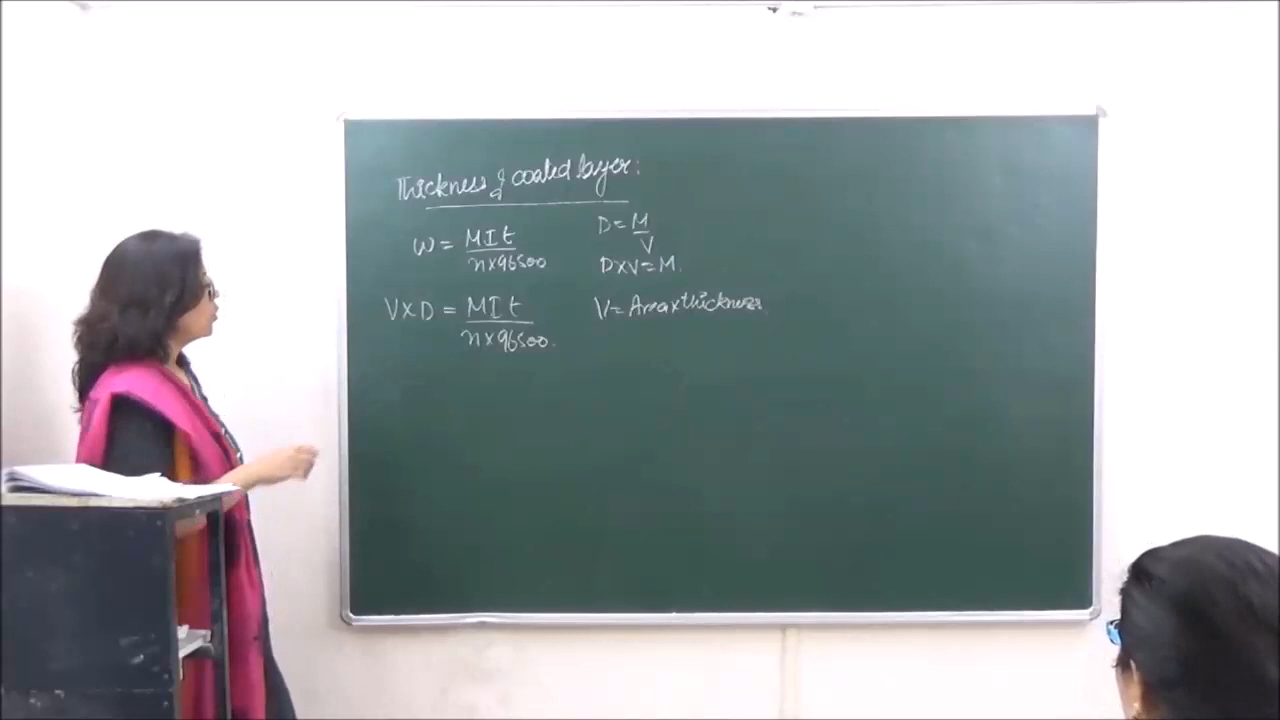 Thickness of coated layer:
W = MIt / n×96500
D = M / V
D×V = M.
V×D = MIt / n×96500.
V = Area×thickness.